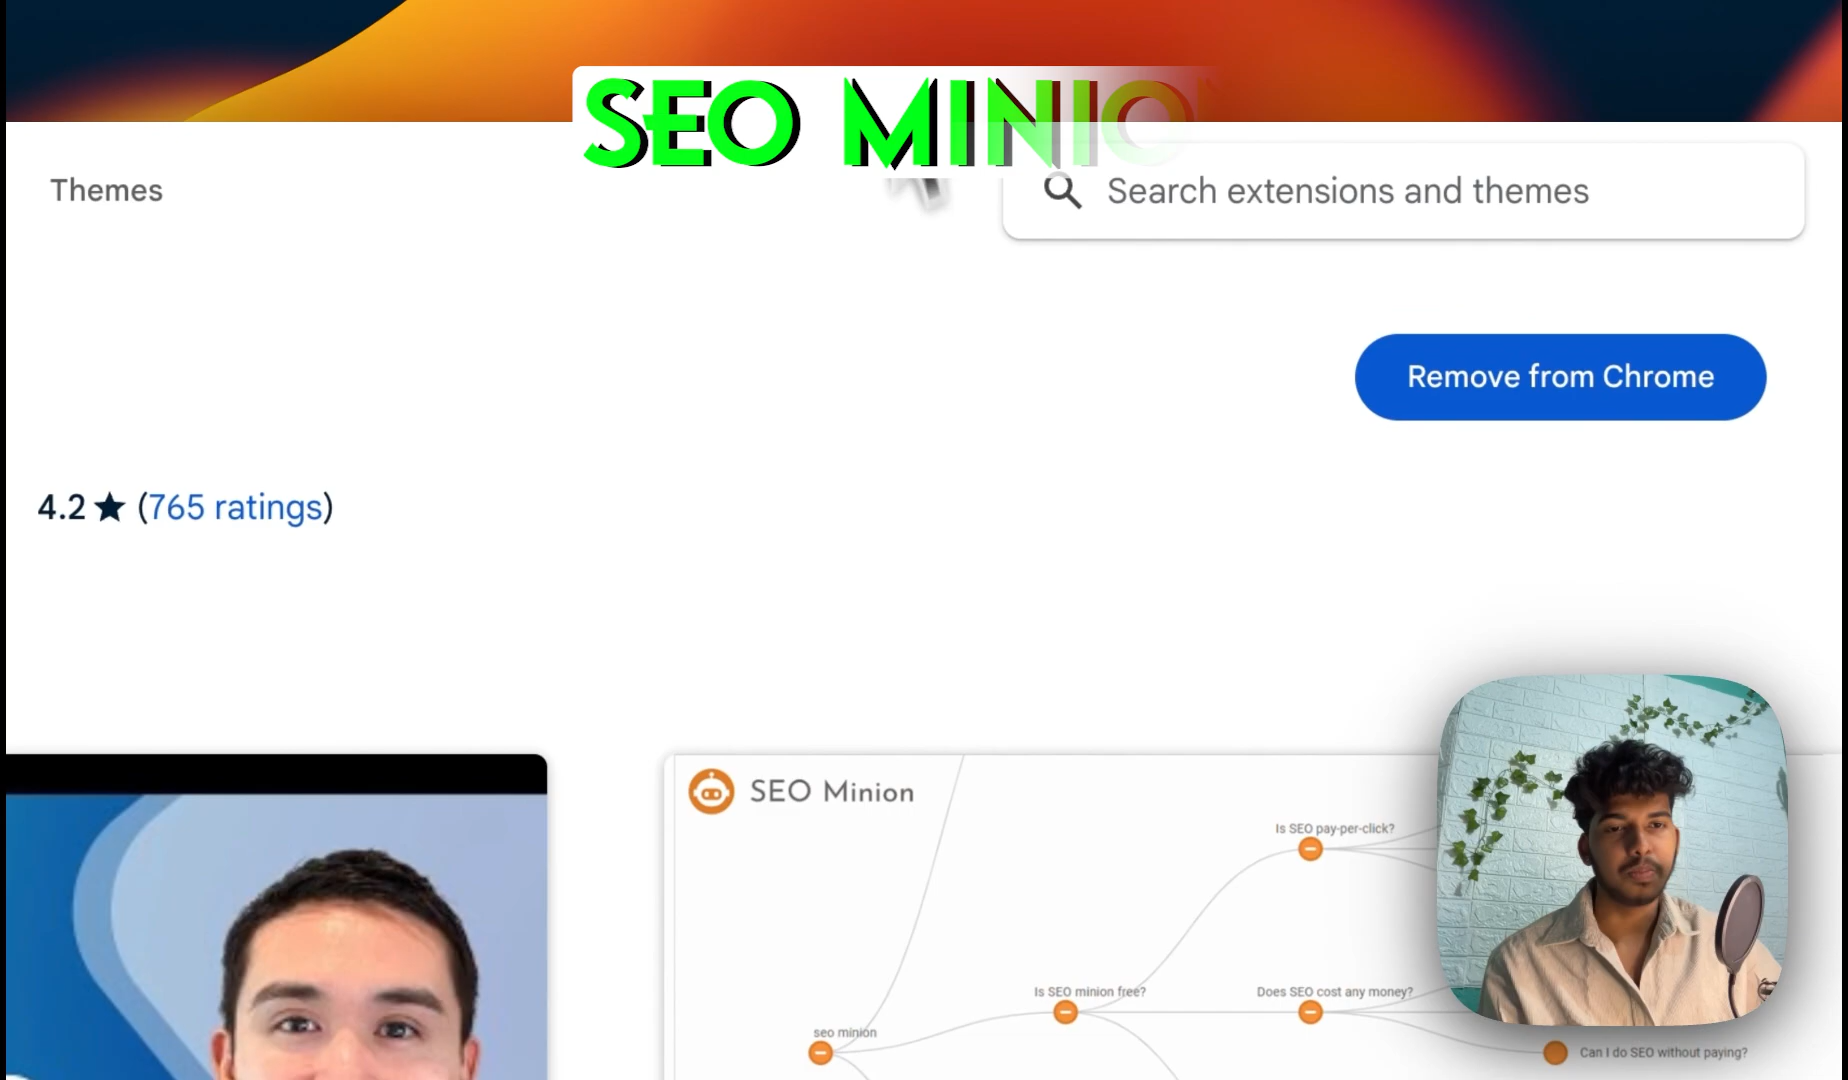 SEO MINIO
Themes
Search extensions and themes
Remove from Chrome
4.2 ★ (765 ratings)
SEO Minion
Is SEO pay-per-click?
Is SEO minion free?
Does SEO cost any money?
seo minion
Can I do SEO without paying?